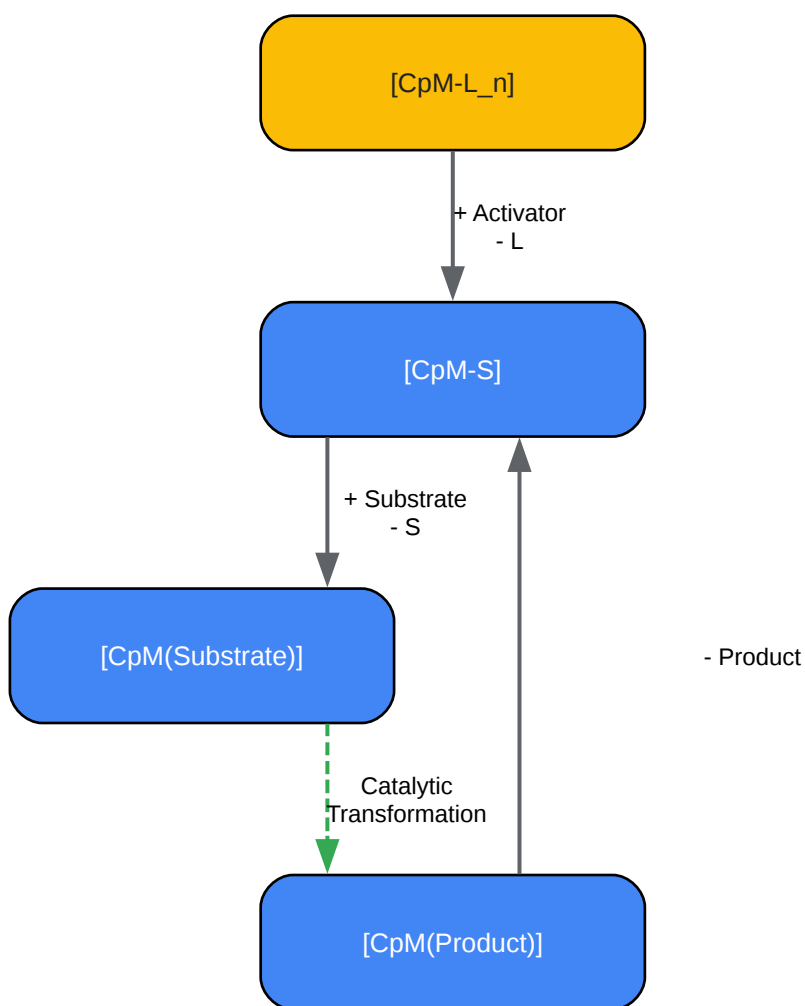 [CpM-L_n]
+ Activator
- L
[CpM-S]
+ Substrate
- S
[CpM(Substrate)]
- Product
Catalytic
Transformation
[CpM(Product)]